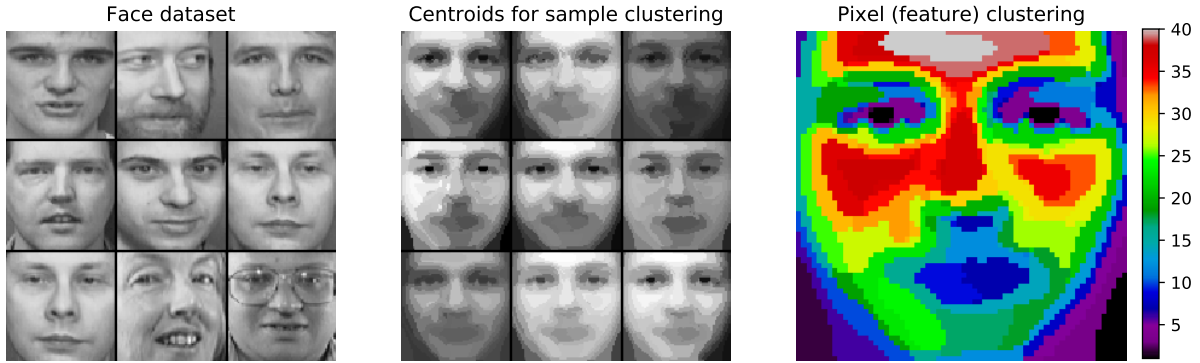 Face dataset
Centroids for sample clustering
Pixel (feature) clustering
40
35
30
25
20
15
10
5